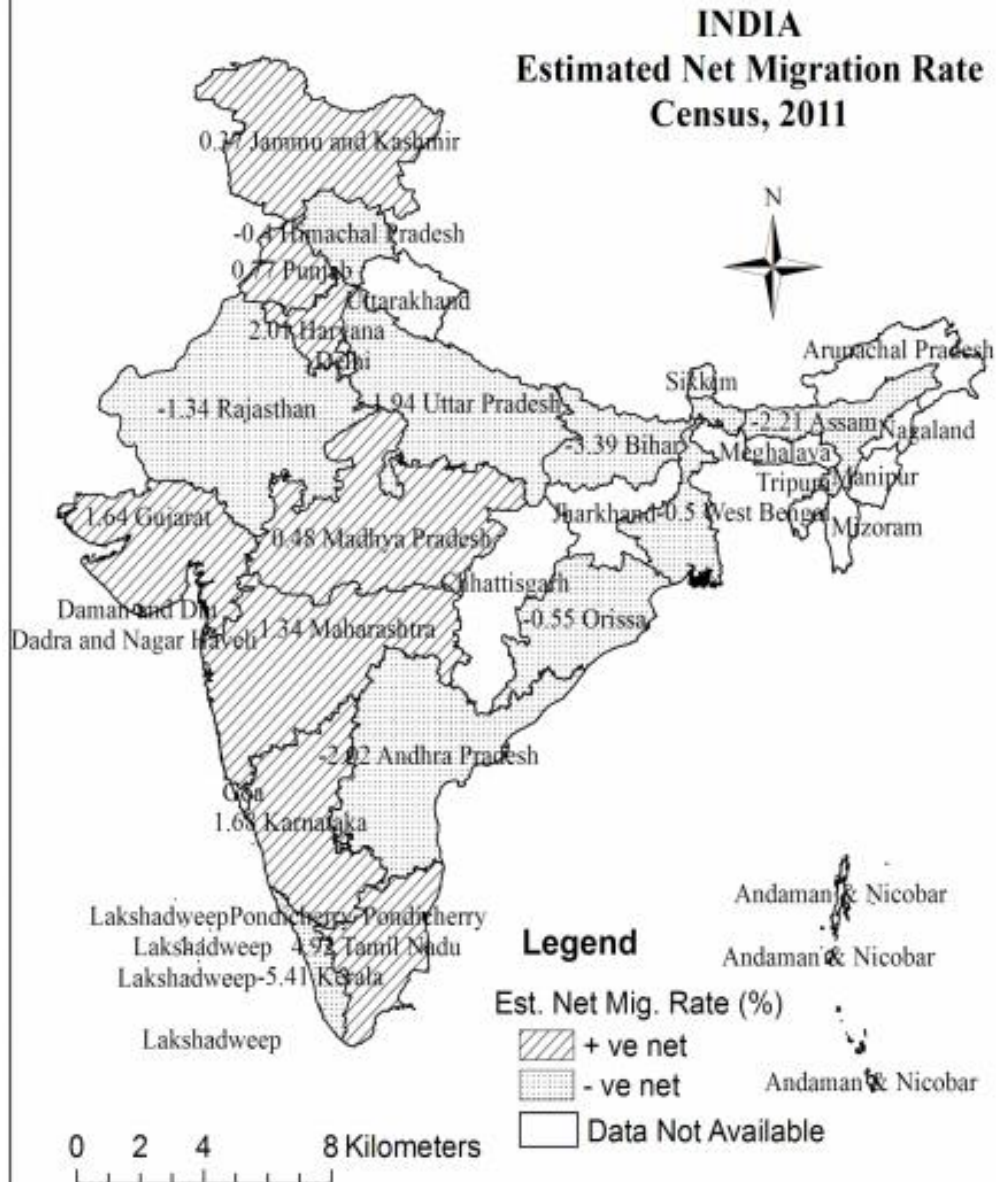 INDIA
Estimated Net Migration Rate
Census, 2011
N
0.37 Jammu and Kashmir
-0.4 Himachal Pradesh
0.77 Punjab
Uttarakhand
2.01 Haryana
Delhi
Arunachal Pradesh
Sikkim
-1.34 Rajasthan
-1.94 Uttar Pradesh
-2.21 Assam
Nagaland
-3.39 Bihar
Meghalaya
Tripura
Manipur
1.64 Gujarat
Jharkhand
-0.5 West Bengal
Mizoram
0.48 Madhya Pradesh
Chhattisgarh
Daman and Diu
Dadra and Nagar Haveli
1.34 Maharashtra
-0.55 Orissa
-2.02 Andhra Pradesh
Goa
1.68 Karnataka
Andaman & Nicobar
Lakshadweep
Pondicherry
Pondicherry
Lakshadweep
4.92 Tamil Nadu
Andaman & Nicobar
Lakshadweep
-5.41 Kerala
Lakshadweep
Andaman & Nicobar
Legend
Est. Net Mig. Rate (%)
+ ve net
- ve net
Data Not Available
0 2 4 8 Kilometers